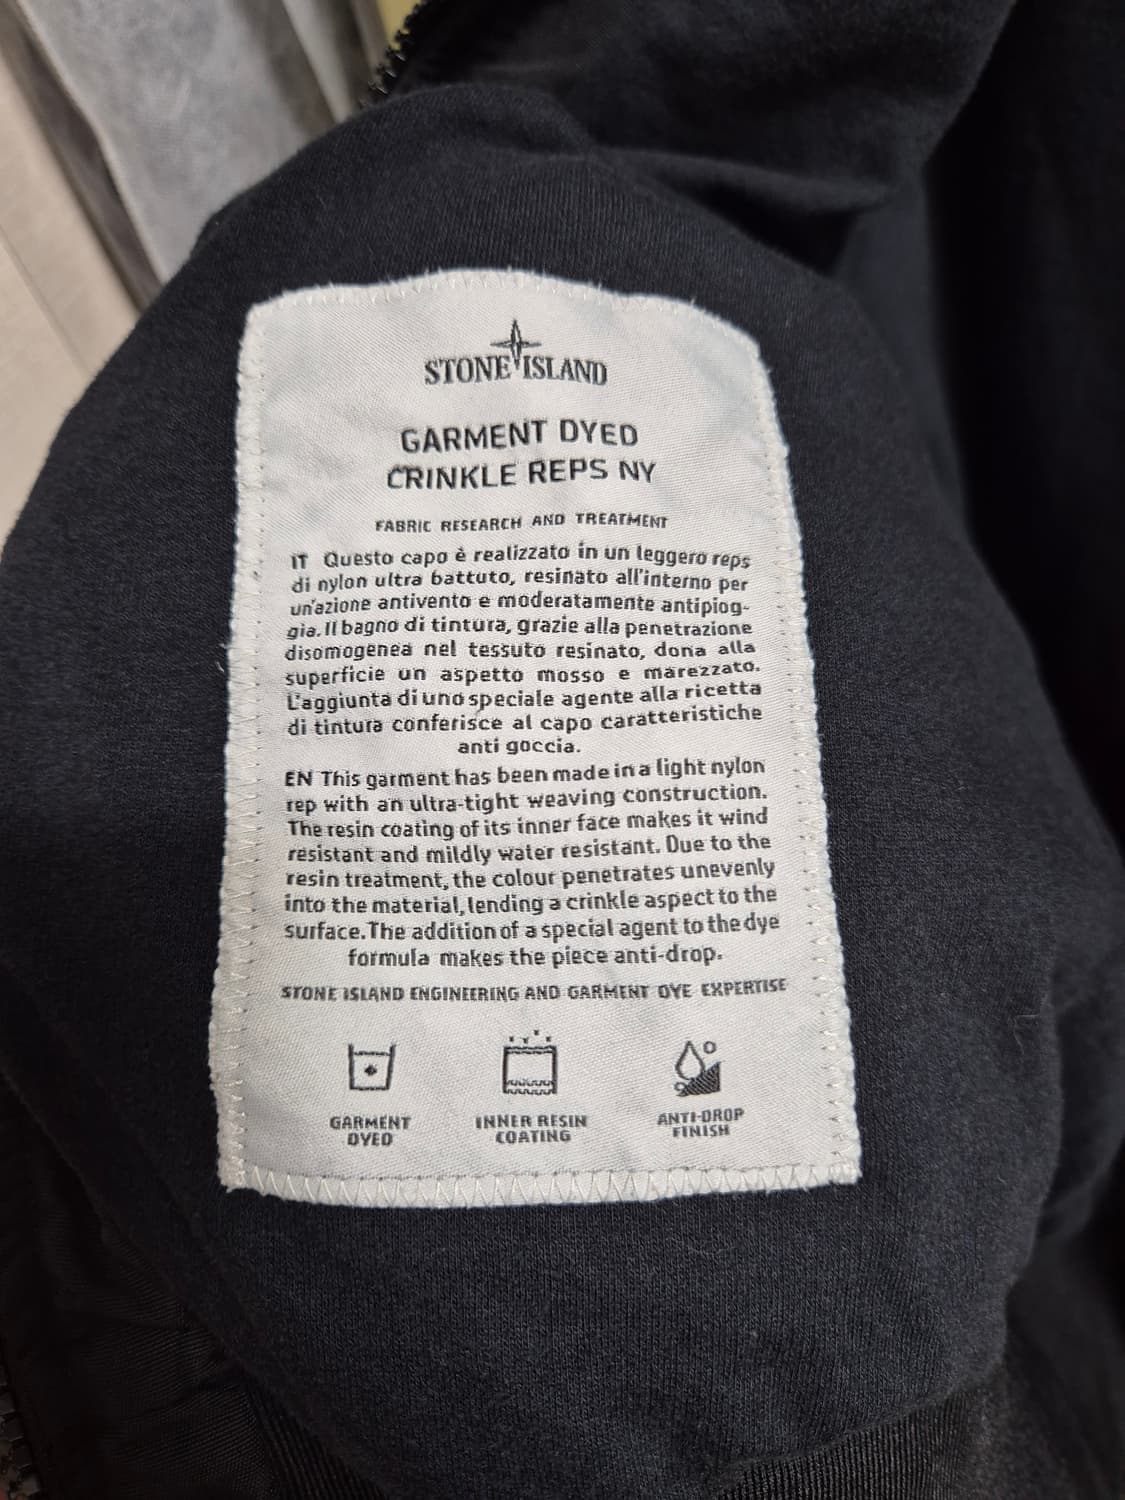 STONE ISLAND
GARMENT DYED
CRINKLE REPS NY
FABRIC RESEARCH AND TREATMENT
IT Questo capo è realizzato in un leggero reps
di nylon ultra battuto, resinato all'interno per
un'azione antivento e moderatamente antipiog-
gia. Il bagno di tintura, grazie alla penetrazione
disomogenea nel tessuto resinato, dona alla
superficie un aspetto mosso e marezzato.
L'aggiunta di uno speciale agente alla ricetta
di tintura conferisce al capo caratteristiche
anti goccia.
EN This garment has been made in a light nylon
rep with an ultra-tight weaving construction.
The resin coating of its inner face makes it wind
resistant and mildly water resistant. Due to the
resin treatment, the colour penetrates unevenly
into the material, lending a crinkle aspect to the
surface. The addition of a special agent to the dye
formula makes the piece anti-drop.
STONE ISLAND ENGINEERING AND GARMENT DYE EXPERTISE
GARMENT
DYED
INNER RESIN
COATING
ANTI-DROP
FINISH